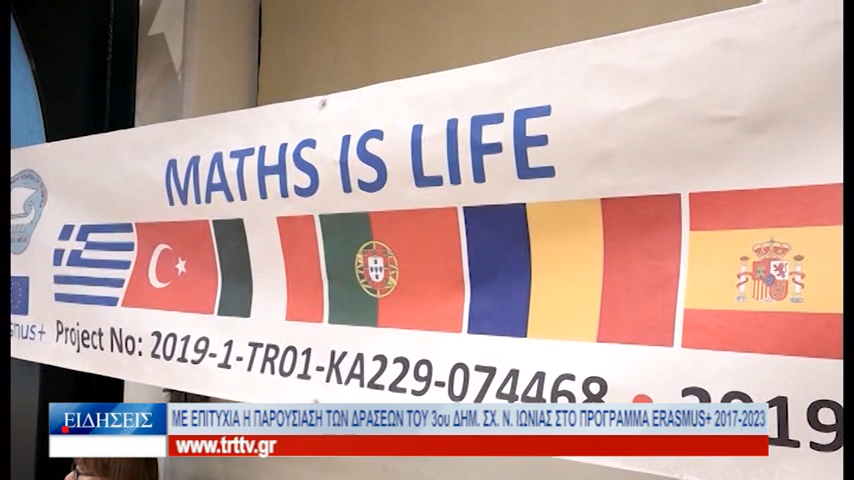 MATHS IS LIFE
Project No: 2019-1-TR01-KA229-074468 • 2019
ΕΙΔΗΣΕΙΣ
ΜΕ ΕΠΙΤΥΧΙΑ Η ΠΑΡΟΥΣΙΑΣΗ ΤΩΝ ΔΡΑΣΕΩΝ ΤΟΥ 3ου ΔΗΜ. ΣΧ. Ν. ΙΩΝΙΑΣ ΣΤΟ ΠΡΟΓΡΑΜΜΑ ERASMUS+ 2017-2023
www.trttv.gr